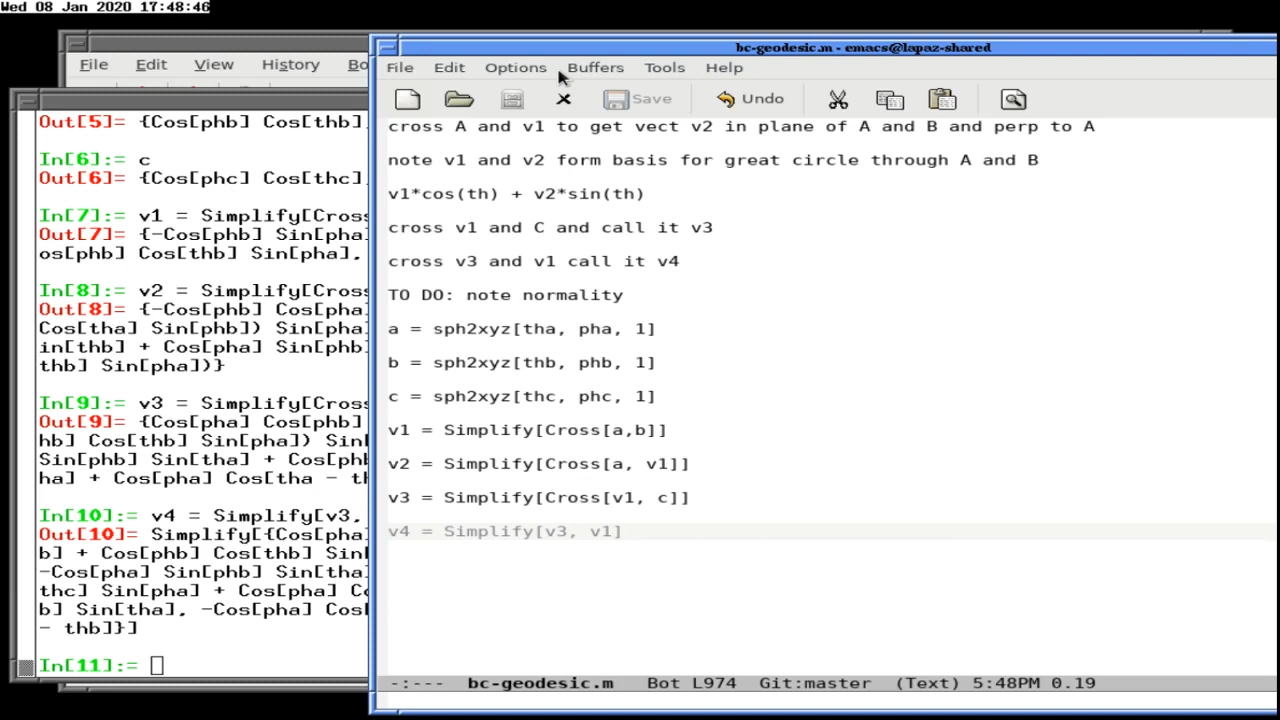 Wed 08 Jan 2020 17:48:46
bc-geodesic.m - emacs@lapaz-shared
File Edit View History Bo
File Edit Options Buffers Tools Help
Save Undo
Out[5]= {Cos[phb] Cos[thb],
In[6]:= c
Out[6]= {Cos[phc] Cos[thc],
In[7]:= v1 = Simplify[Cros
Out[7]= {-Cos[phb] Sin[pha]
os[phb] Cos[thb] Sin[pha],
In[8]:= v2 = Simplify[Cros
Out[8]= {-Cos[phb] Cos[pha
Cos[tha] Sin[phb]) Sin[pha
in[thb] + Cos[pha] Sin[phb
thb] Sin[pha])}
In[9]:= v3 = Simplify[Cros
Out[9]= {Cos[pha] Cos[phb]
hb] Cos[thb] Sin[pha]) Sin
Sin[phb] Sin[tha] + Cos[ph
ha] + Cos[pha] Cos[tha - th
In[10]:= v4 = Simplify[v3,
Out[10]= Simplify[{Cos[pha
b] + Cos[phb] Cos[thb] Sin
-Cos[pha] Sin[phb] Sin[tha
thc] Sin[pha] + Cos[pha] Co
b] Sin[tha], -Cos[pha] Cos
- thb]}]
In[11]:=
cross A and v1 to get vect v2 in plane of A and B and perp to A
note v1 and v2 form basis for great circle through A and B
v1*cos(th) + v2*sin(th)
cross v1 and C and call it v3
cross v3 and v1 call it v4
TO DO: note normality
a = sph2xyz[tha, pha, 1]
b = sph2xyz[thb, phb, 1]
c = sph2xyz[thc, phc, 1]
v1 = Simplify[Cross[a,b]]
v2 = Simplify[Cross[a, v1]]
v3 = Simplify[Cross[v1, c]]
v4 = Simplify[v3, v1]
-:--- bc-geodesic.m Bot L974 Git:master (Text) 5:48PM 0.19